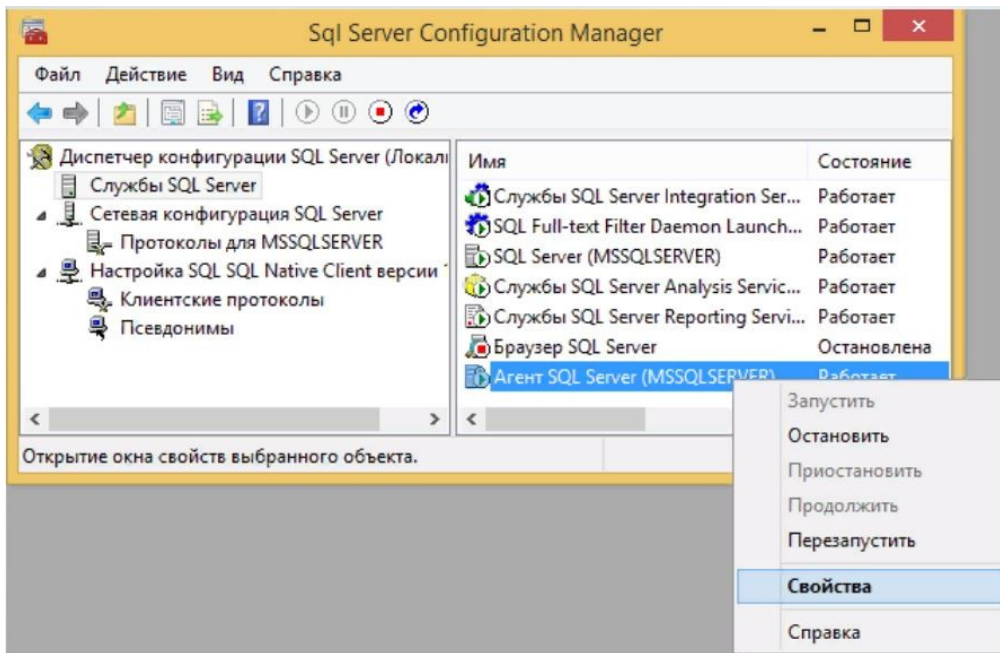 Sql Server Configuration Manager
Файл Действие Вид Справка
Диспетчер конфигурации SQL Server (Локал
Службы SQL Server
Сетевая конфигурация SQL Server
Протоколы для MSSQLSERVER
Настройка SQL SQL Native Client версии
Клиентские протоколы
Псевдонимы
Имя Состояние
Службы SQL Server Integration Ser... Работает
SQL Full-text Filter Daemon Launch... Работает
SQL Server (MSSQLSERVER) Работает
Службы SQL Server Analysis Servic... Работает
Службы SQL Server Reporting Servi... Работает
Браузер SQL Server Остановлена
Агент SQL Server (MSSQLSERVER) Работает
Открытие окна свойств выбранного объекта.
Запустить
Остановить
Приостановить
Продолжить
Перезапустить
Свойства
Справка